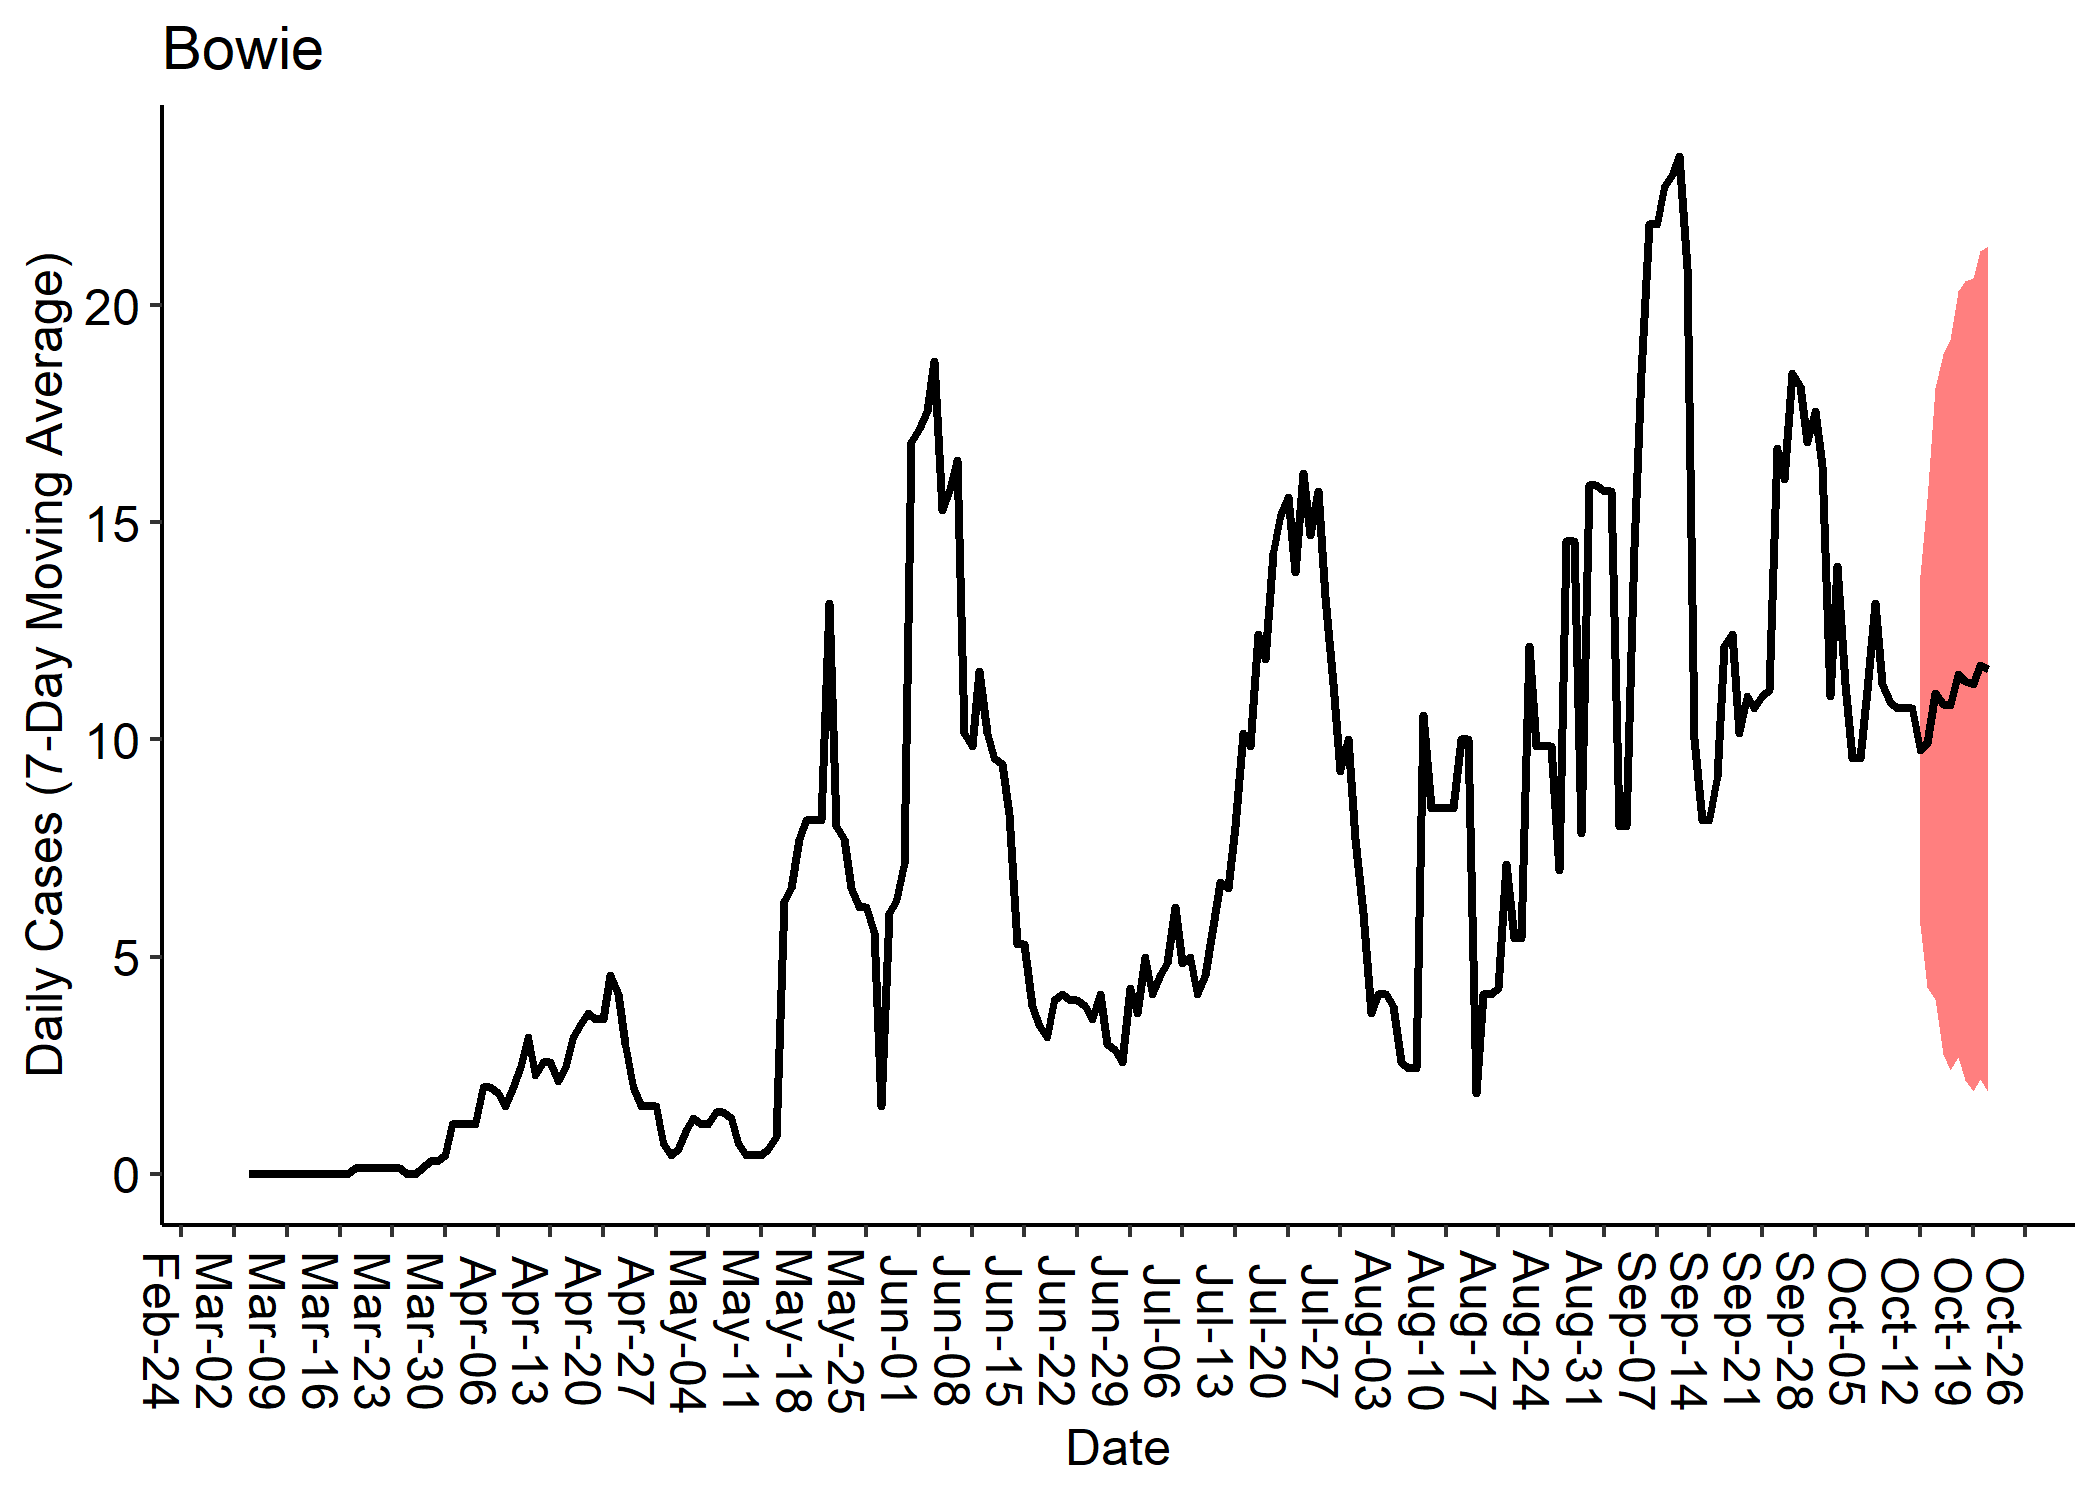 Bowie
Daily Cases (7-Day Moving Average)
20
15
10
5
0
Feb-24
Mar-02
Mar-09
Mar-16
Mar-23
Mar-30
Apr-06
Apr-13
Apr-20
Apr-27
May-04
May-11
May-18
May-25
Jun-01
Jun-08
Jun-15
Jun-22
Jun-29
Jul-06
Jul-13
Jul-20
Jul-27
Aug-03
Aug-10
Aug-17
Aug-24
Aug-31
Sep-07
Sep-14
Sep-21
Sep-28
Oct-05
Oct-12
Oct-19
Oct-26
Date